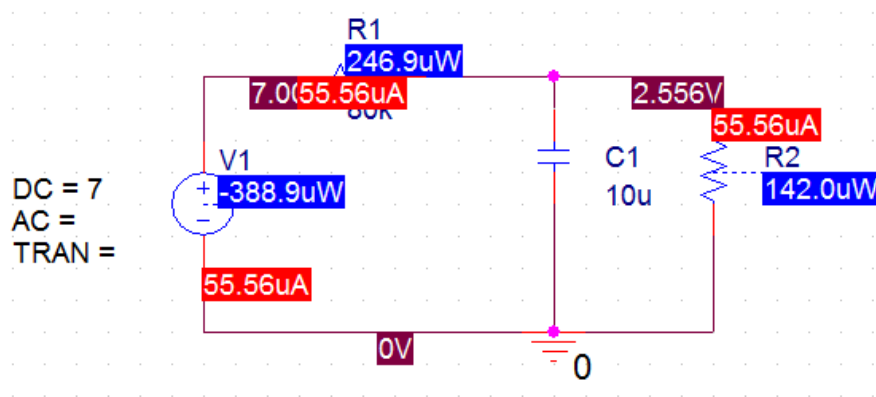 R1
246.9uW
7.00
55.56uA
80k
2.556V
55.56uA
V1
-388.9uW
C1
10u
R2
142.0uW
DC = 7
AC =
TRAN =
55.56uA
0V
0